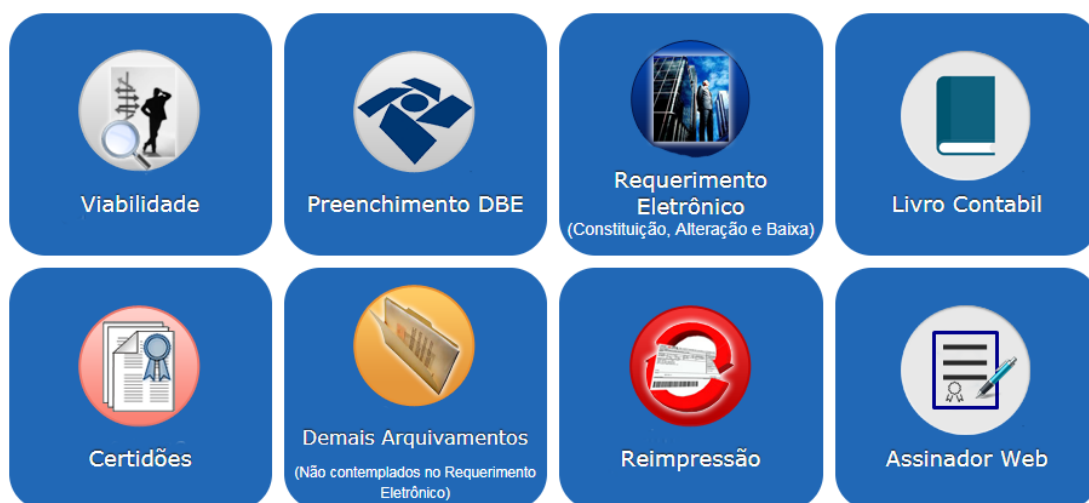 Viabilidade
Preenchimento DBE
Requerimento
Eletrônico
(Constituição, Alteração e Baixa)
Livro Contabil
Certidões
Demais Arquivamentos
(Não contemplados no Requerimento
Eletrônico)
Reimpressão
Assinador Web